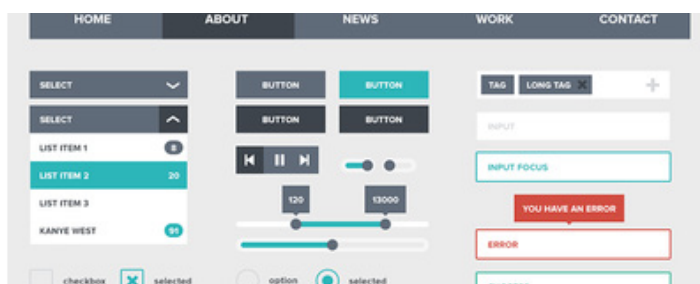 HOME
ABOUT
NEWS
WORK
CONTACT
SELECT
SELECT
LIST ITEM 1
8
LIST ITEM 2
20
LIST ITEM 3
KANYE WEST
91
checkbox
selected
BUTTON
BUTTON
BUTTON
BUTTON
120
13000
option
selected
TAG
LONG TAG
INPUT
INPUT FOCUS
YOU HAVE AN ERROR
ERROR